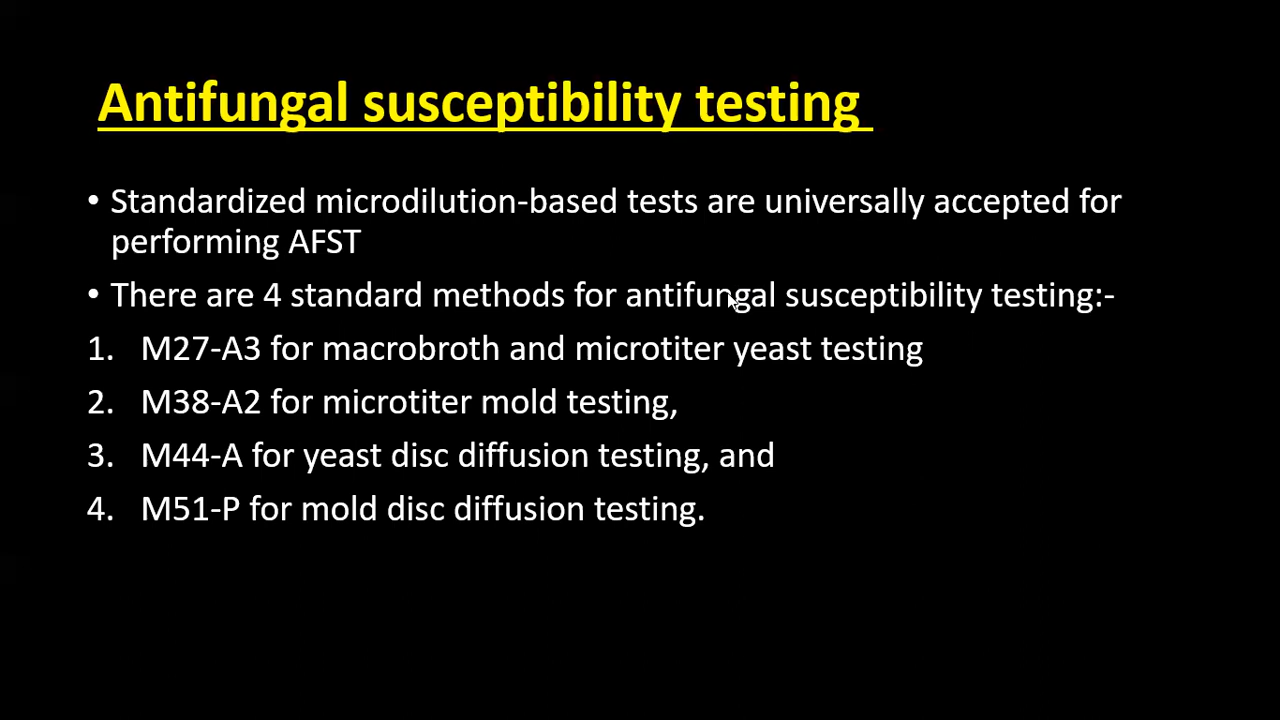 Antifungal susceptibility testing
• Standardized microdilution-based tests are universally accepted for
performing AFST
• There are 4 standard methods for antifungal susceptibility testing:-
1. M27-A3 for macrobroth and microtiter yeast testing
2. M38-A2 for microtiter mold testing,
3. M44-A for yeast disc diffusion testing, and
4. M51-P for mold disc diffusion testing.